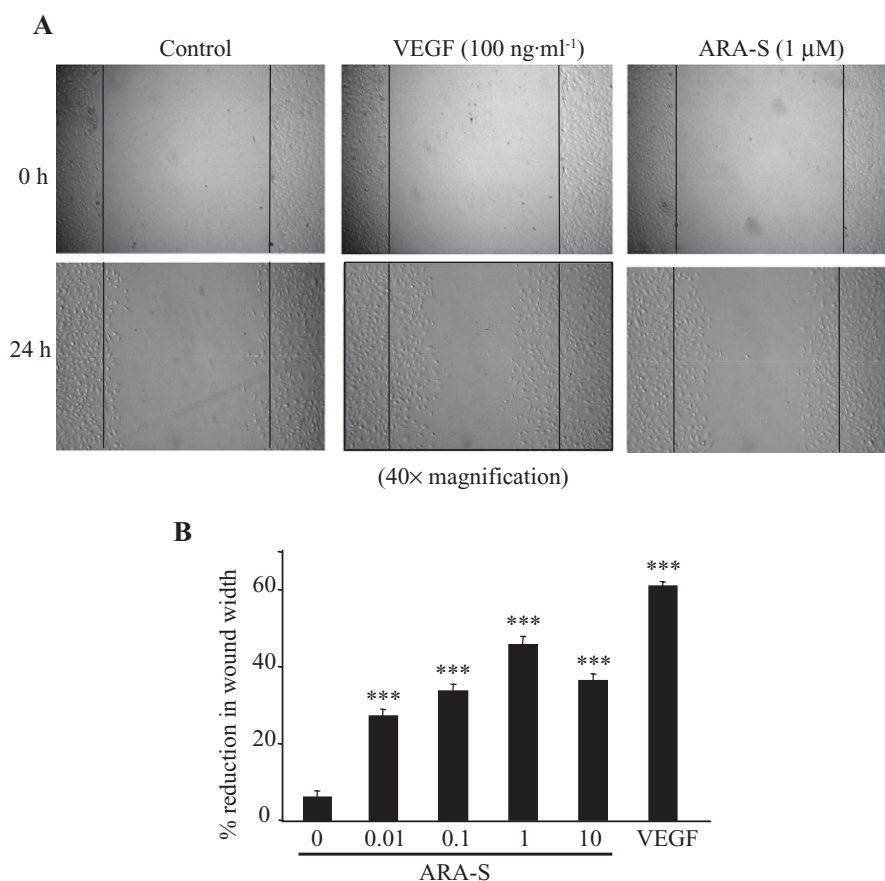 A
Control VEGF (100 ng·ml⁻¹) ARA-S (1 μM)
0 h
24 h
(40× magnification)
B
% reduction in wound width
60
40
20
0
*** *** *** *** ***
0 0.01 0.1 1 10 VEGF
ARA-S